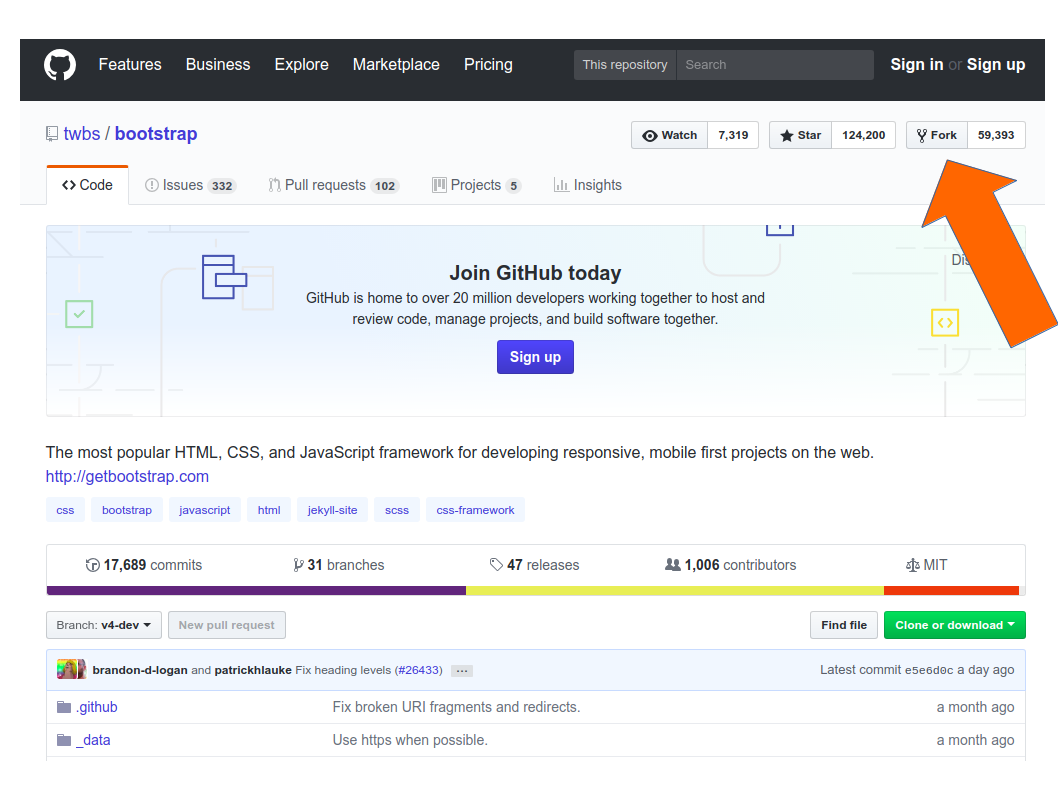 Features Business Explore Marketplace Pricing This repository Search Sign in or Sign up
twbs / bootstrap Watch 7,319 Star 124,200 Fork 59,393
Code Issues 332 Pull requests 102 Projects 5 Insights
Join GitHub today
GitHub is home to over 20 million developers working together to host and
review code, manage projects, and build software together.
Sign up
The most popular HTML, CSS, and JavaScript framework for developing responsive, mobile first projects on the web.
http://getbootstrap.com
css bootstrap javascript html jekyll-site scss css-framework
17,689 commits 31 branches 47 releases 1,006 contributors MIT
Branch: v4-dev New pull request Find file Clone or download
brandon-d-logan and patrickhlauke Fix heading levels (#26433) ... Latest commit e5e6d0c a day ago
.github Fix broken URI fragments and redirects. a month ago
_data Use https when possible. a month ago